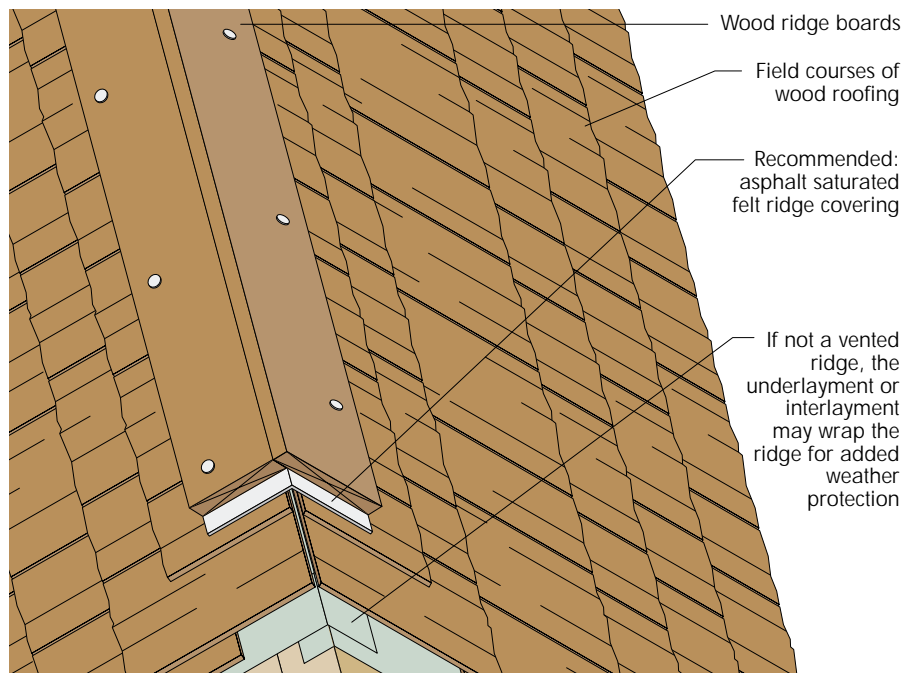 Wood ridge boards
Field courses of
wood roofing
Recommended:
asphalt saturated
felt ridge covering
If not a vented
ridge, the
underlayment or
interlayment
may wrap the
ridge for added
weather
protection